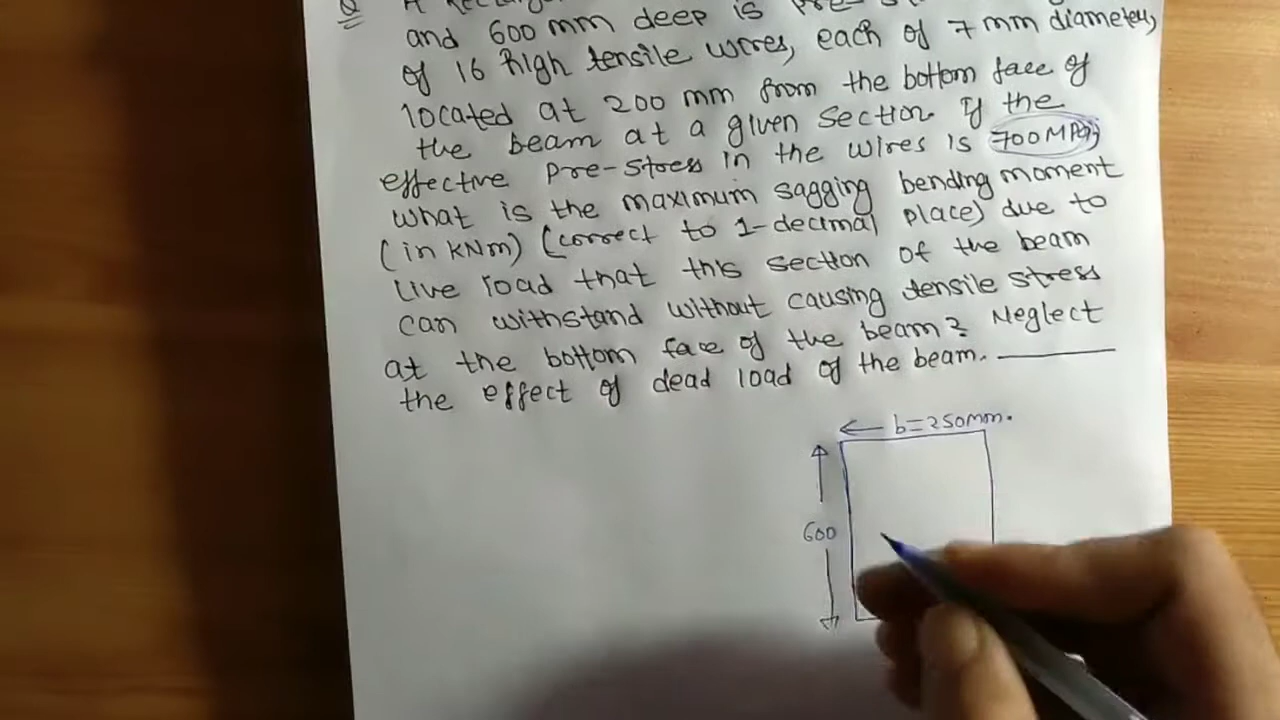 Q A
and 600 mm deep is
of 16 high tensile wires, each of 7 mm diameter,
located at 200 mm from the bottom face of
the beam at a given section. If the
effective pre-stress in the wires is 700 MPa,
what is the maximum sagging bending moment
(in kNm) (correct to 1-decimal place) due to
live load that this section of the beam
can withstand without causing tensile stress
at the bottom face of the beam? Neglect
the effect of dead load of the beam.
b=250mm.
600